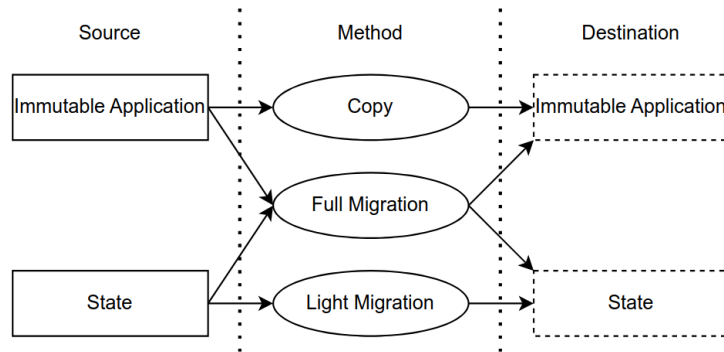 Source
Method
Destination
Immutable Application
Copy
Immutable Application
Full Migration
State
Light Migration
State